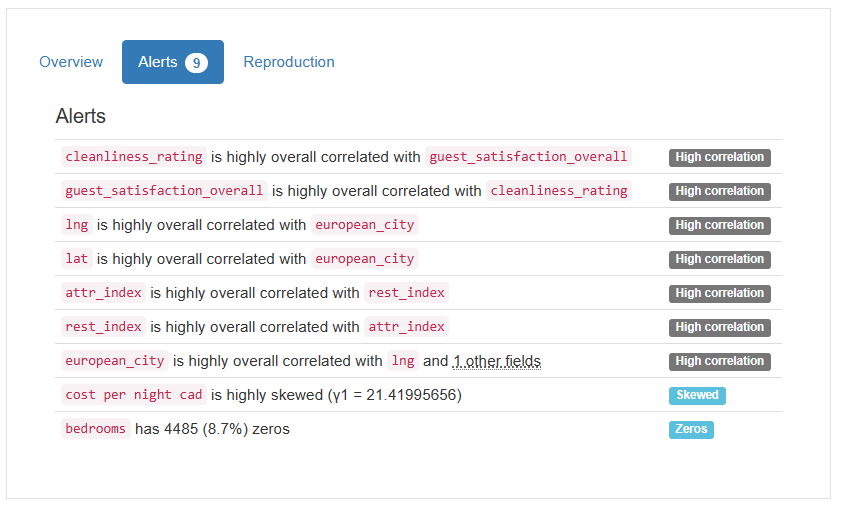 Overview Alerts 9 Reproduction
Alerts
cleanliness_rating is highly overall correlated with guest_satisfaction_overall High correlation
guest_satisfaction_overall is highly overall correlated with cleanliness_rating High correlation
lng is highly overall correlated with european_city High correlation
lat is highly overall correlated with european_city High correlation
attr_index is highly overall correlated with rest_index High correlation
rest_index is highly overall correlated with attr_index High correlation
european_city is highly overall correlated with lng and 1 other fields High correlation
cost per night cad is highly skewed (γ1 = 21.41995656) Skewed
bedrooms has 4485 (8.7%) zeros Zeros